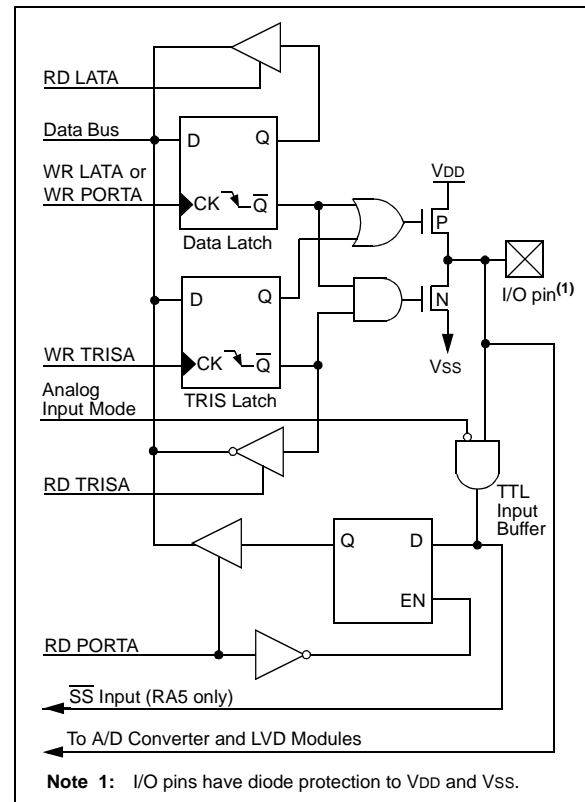 RD LATA
Data Bus
D Q
WR LATA or
WR PORTA
CK Q
Data Latch
VDD
P
I/O pin(1)
N
VSS
D Q
WR TRISA
CK Q
TRIS Latch
Analog
Input Mode
TTL
Input
Buffer
RD TRISA
Q D
EN
RD PORTA
SS Input (RA5 only)
To A/D Converter and LVD Modules
Note 1: I/O pins have diode protection to VDD and VSS.